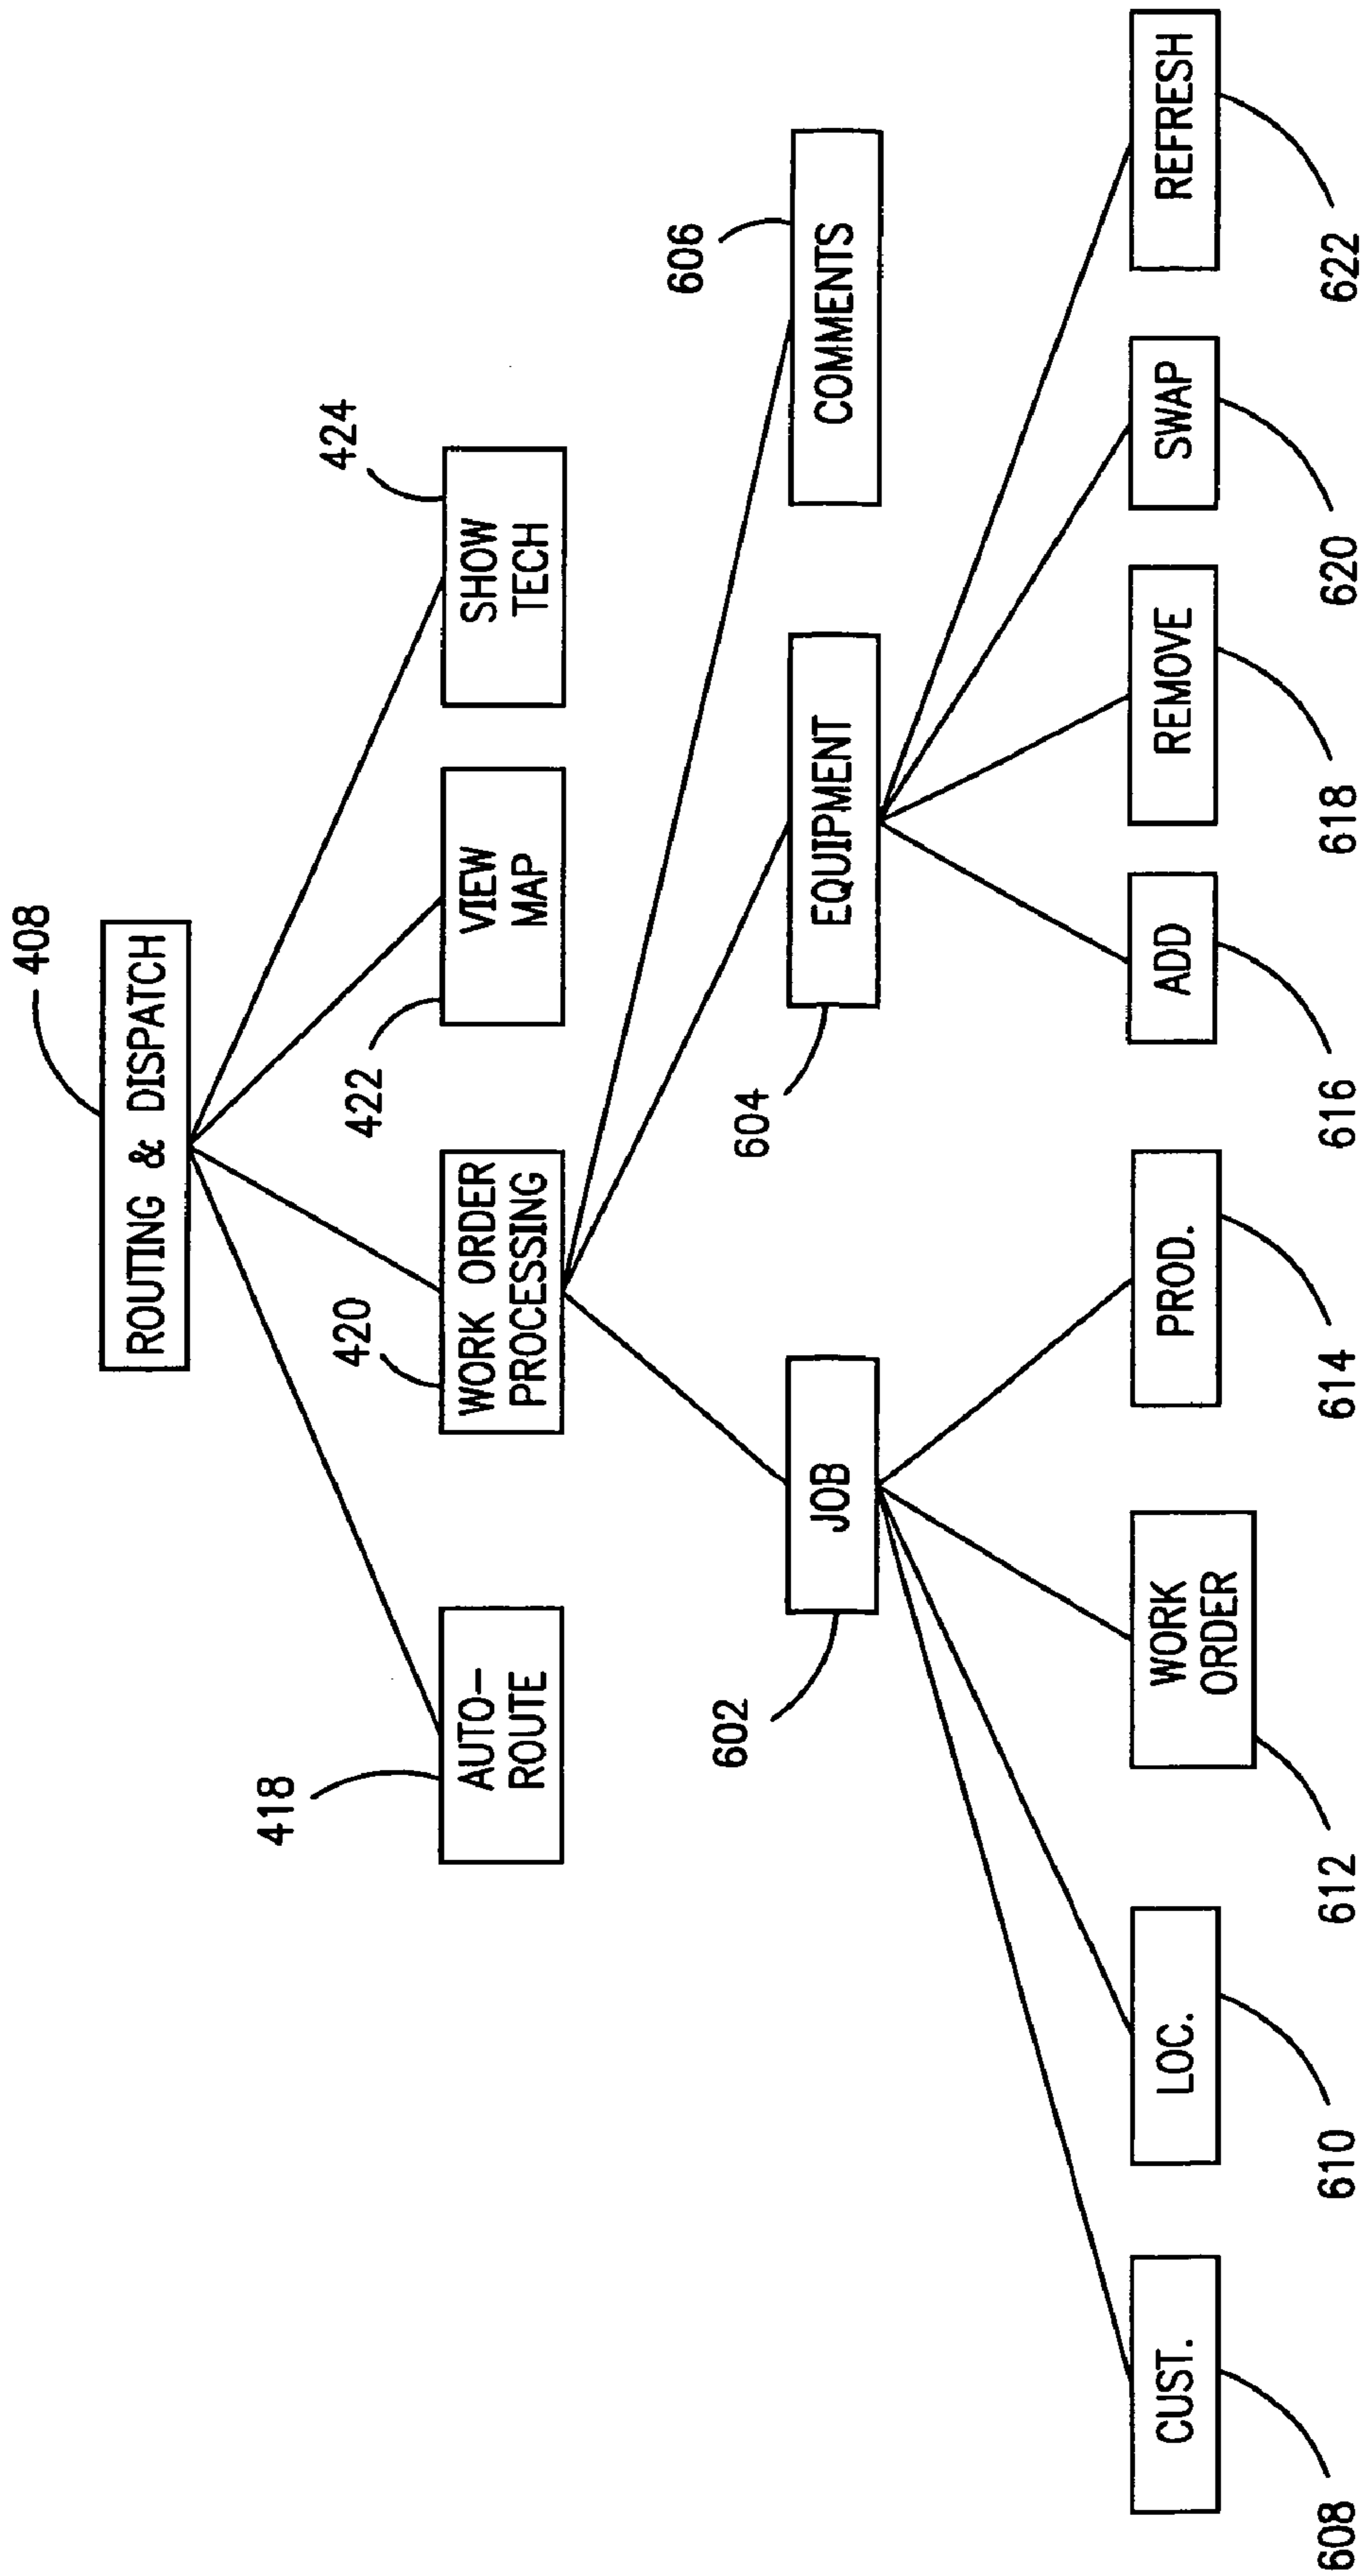 408
ROUTING & DISPATCH
418
AUTO-
ROUTE
420
WORK ORDER
PROCESSING
422
VIEW
MAP
424
SHOW
TECH
602
JOB
604
EQUIPMENT
606
COMMENTS
CUST.
LOC.
WORK
ORDER
PROD.
ADD
REMOVE
SWAP
REFRESH
608
610
612
614
616
618
620
622